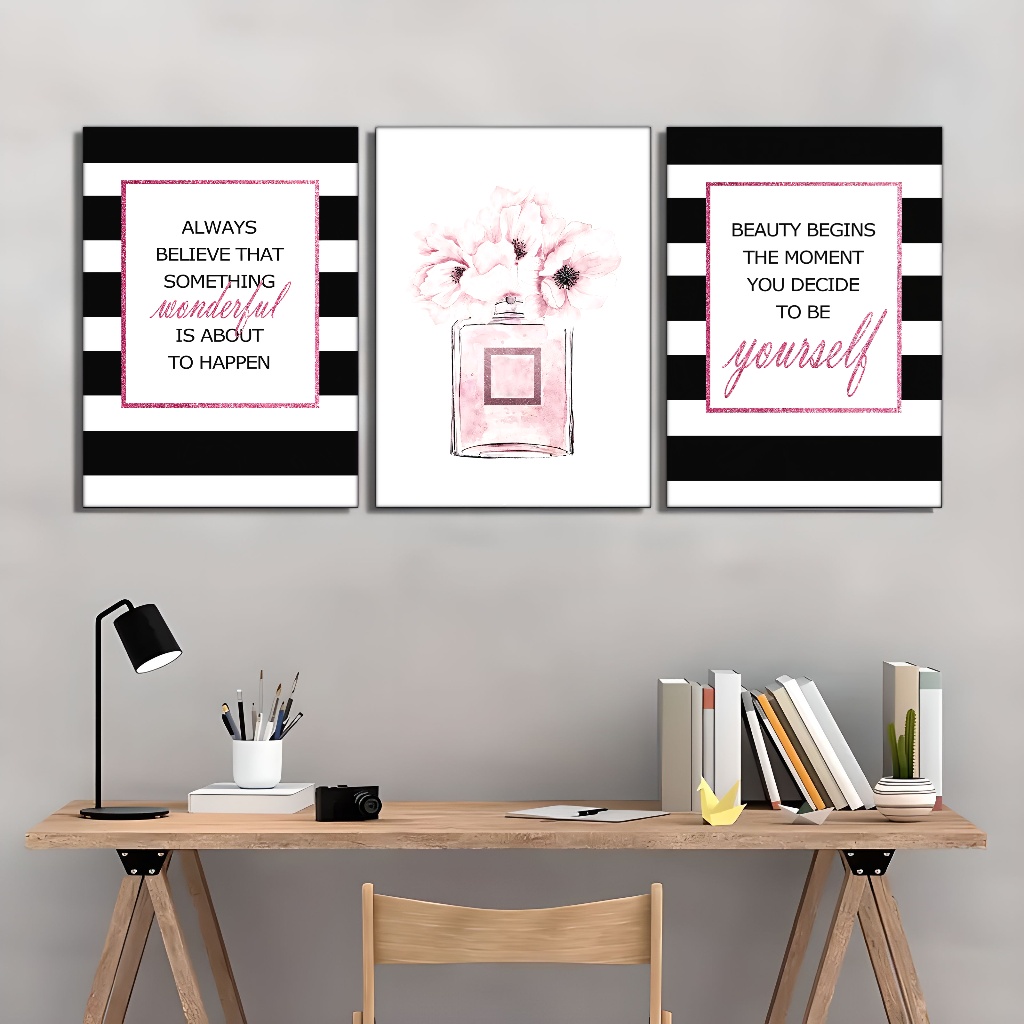 ALWAYS
BELIEVE THAT
SOMETHING
wonderful
IS ABOUT
TO HAPPEN
BEAUTY BEGINS
THE MOMENT
YOU DECIDE
TO BE
yourself